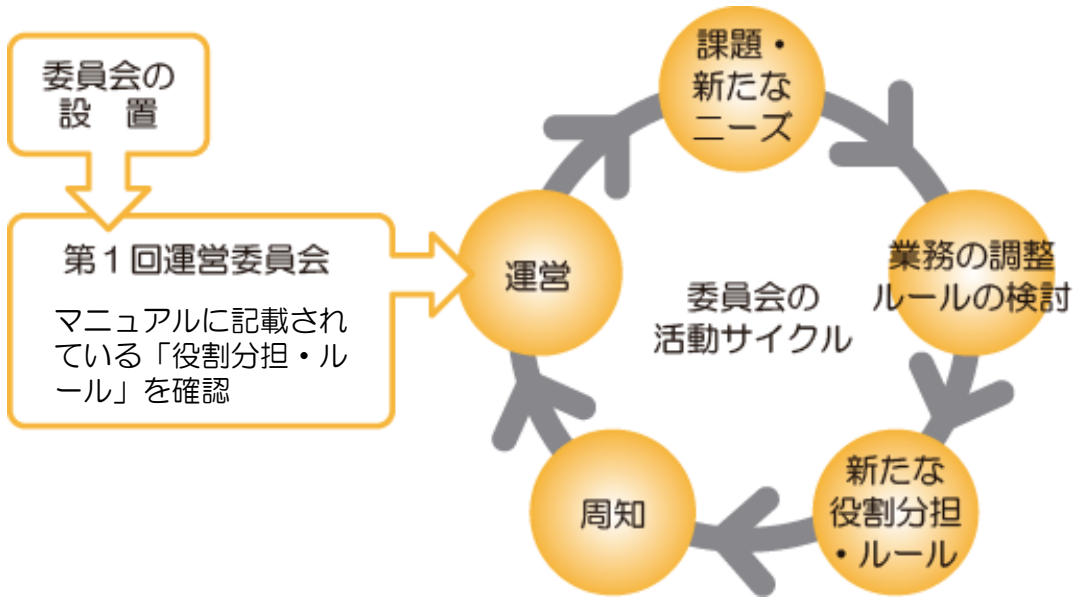 委員会の
設　置
第１回運営委員会
マニュアルに記載され
ている「役割分担・ル
ール」を確認
運営
課題・
新たな
ニーズ
業務の調整
ルールの検討
新たな
役割分担
・ルール
周知
委員会の
活動サイクル